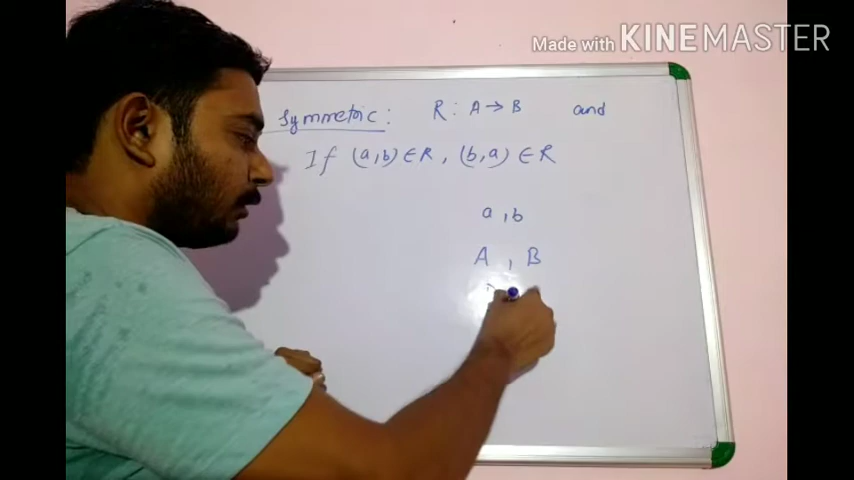 Made with KINEMASTER
Symmetric: R: A → B and
If (a,b) ∈ R, (b,a) ∈ R
a, b
A, B